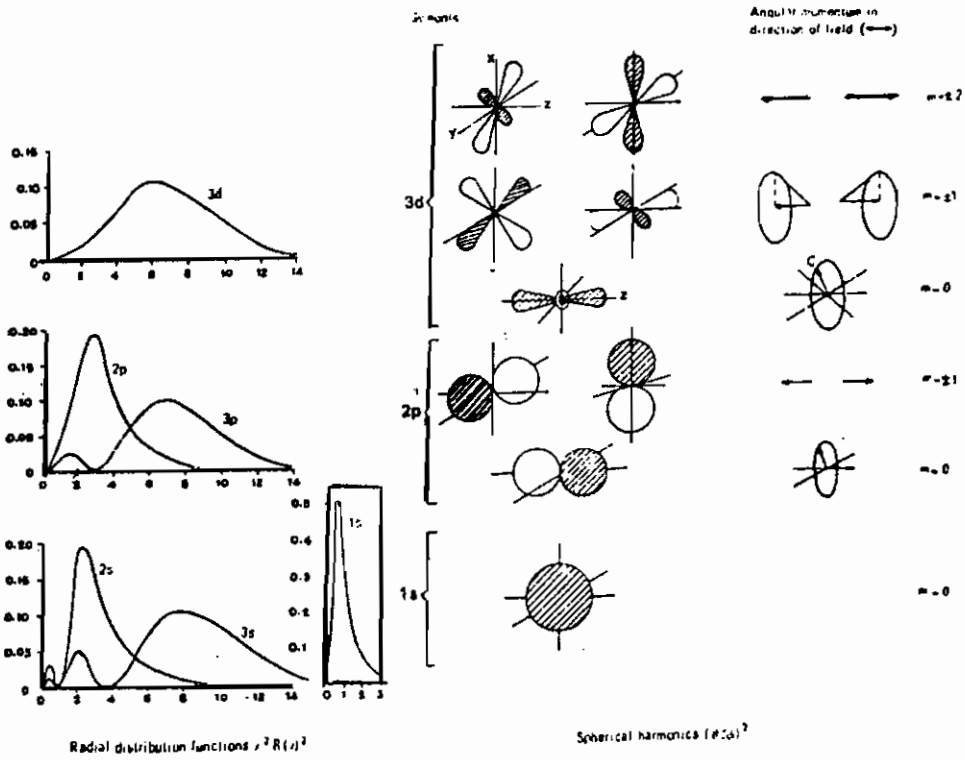 Angular momentum in
direction of field (⟷)
x
z
y
m=±2
3d
m=±1
z
C
m=0
0.15
0.10
0.05
0
3d
0 2 4 6 8 10 12 14
0.20
0.15
0.10
0.05
0
2p
3p
0 2 4 6 8 10 12 14
2p
m=±1
m=0
0.20
0.15
0.10
0.05
0
2s
3s
0 2 4 6 8 10 12 14
0.5
0.4
0.3
0.2
0.1
1s
0 1 2 3
1s
m=0
Radial distribution functions r²R(r)²
Spherical harmonics